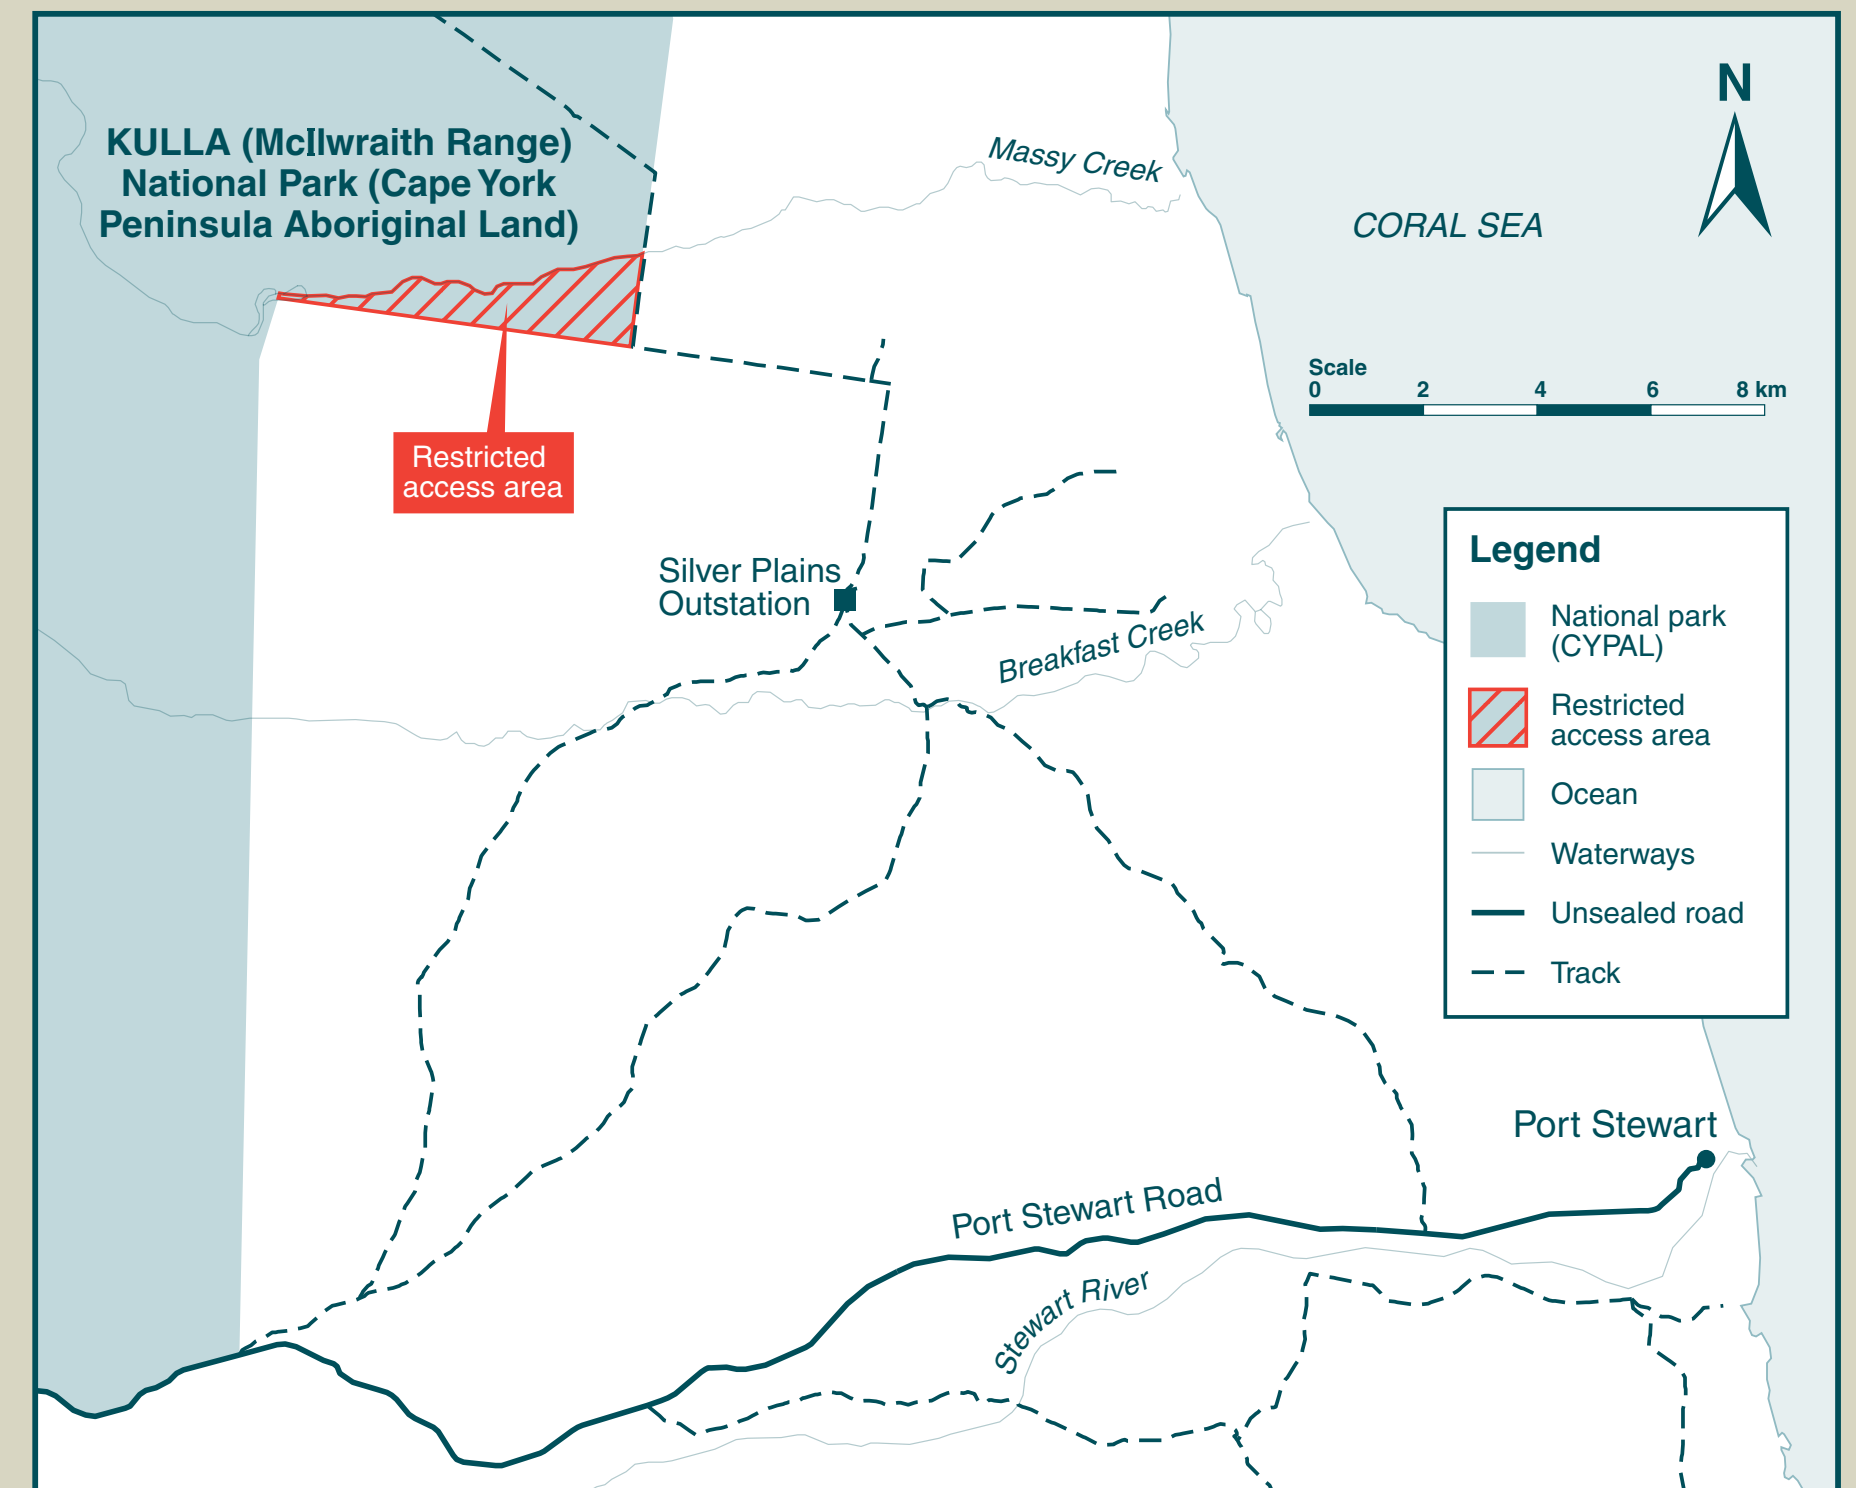 KULLA (McIlwraith Range)
National Park (Cape York
Peninsula Aboriginal Land)
Massy Creek
CORAL SEA
N
Scale
0 2 4 6 8 km
Restricted
access area
Silver Plains
Outstation
Breakfast Creek
Legend
National park
(CYPAL)
Restricted
access area
Ocean
Waterways
Unsealed road
Track
Port Stewart
Port Stewart Road
Stewart River